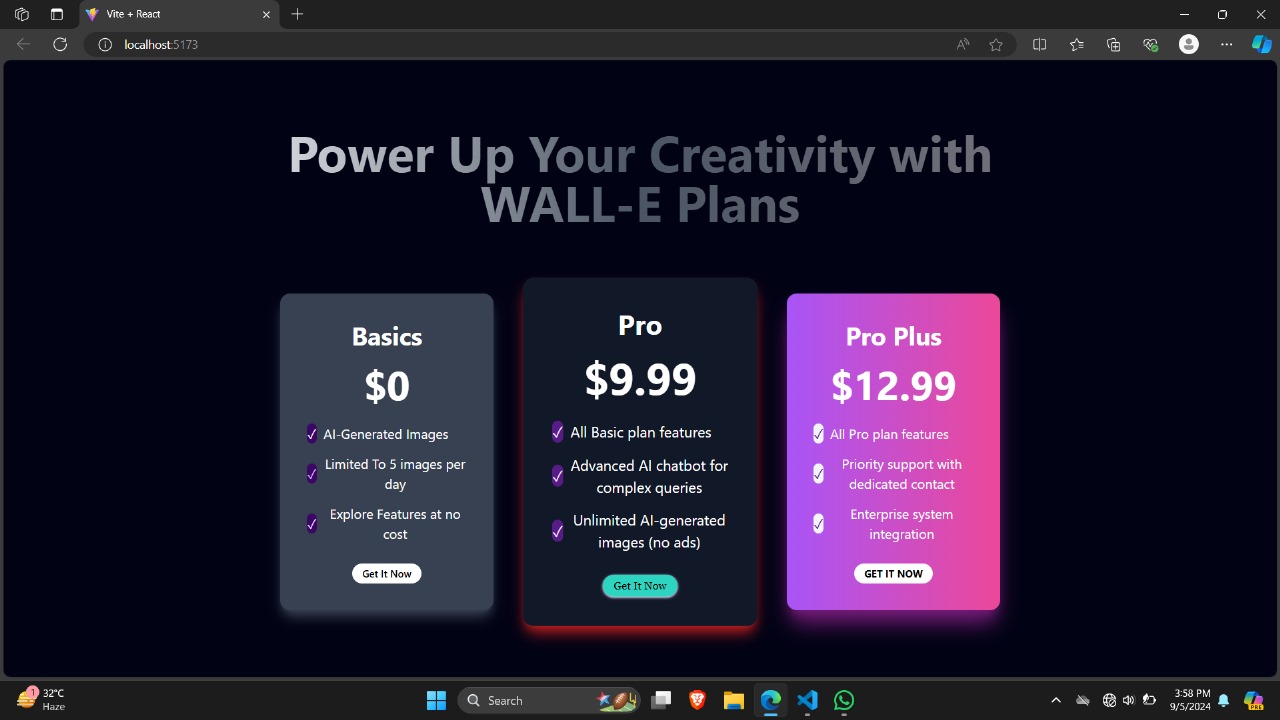 Vite + React
localhost:5173
Power Up Your Creativity with
WALL-E Plans
Basics
$0
✓ AI-Generated Images
✓ Limited To 5 images per
day
✓ Explore Features at no
cost
Get It Now
Pro
$9.99
✓ All Basic plan features
✓ Advanced AI chatbot for
complex queries
✓ Unlimited AI-generated
images (no ads)
Get It Now
Pro Plus
$12.99
✓ All Pro plan features
✓ Priority support with
dedicated contact
✓ Enterprise system
integration
GET IT NOW
1
32°C
Haze
Search
3:58 PM
9/5/2024
PRE